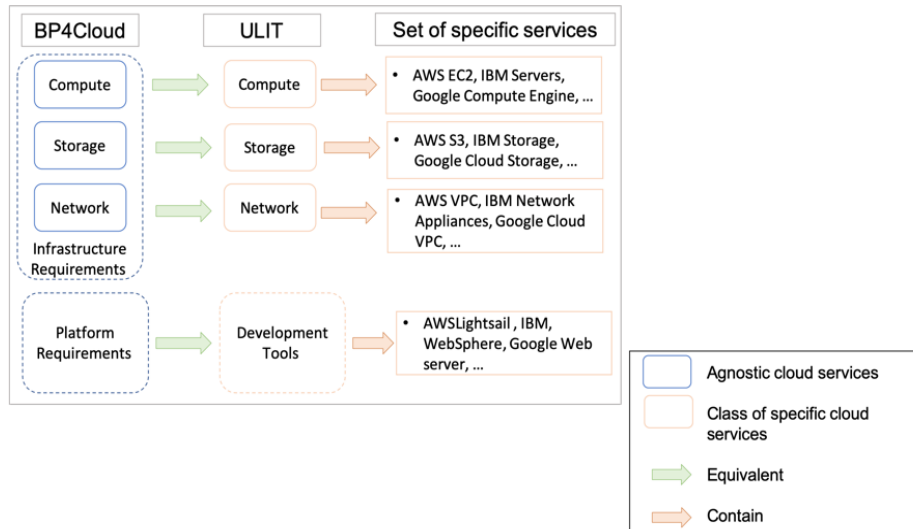 BP4Cloud
ULIT
Set of specific services
Compute
Compute
• AWS EC2, IBM Servers,
Google Compute Engine, ...
Storage
Storage
• AWS S3, IBM Storage,
Google Cloud Storage, ...
Network
Network
• AWS VPC, IBM Network
Appliances, Google Cloud
VPC, ...
Infrastructure
Requirements
Platform
Requirements
Development
Tools
• AWSLightsail , IBM,
WebSphere, Google Web
server, ...
Agnostic cloud services
Class of specific cloud
services
Equivalent
Contain